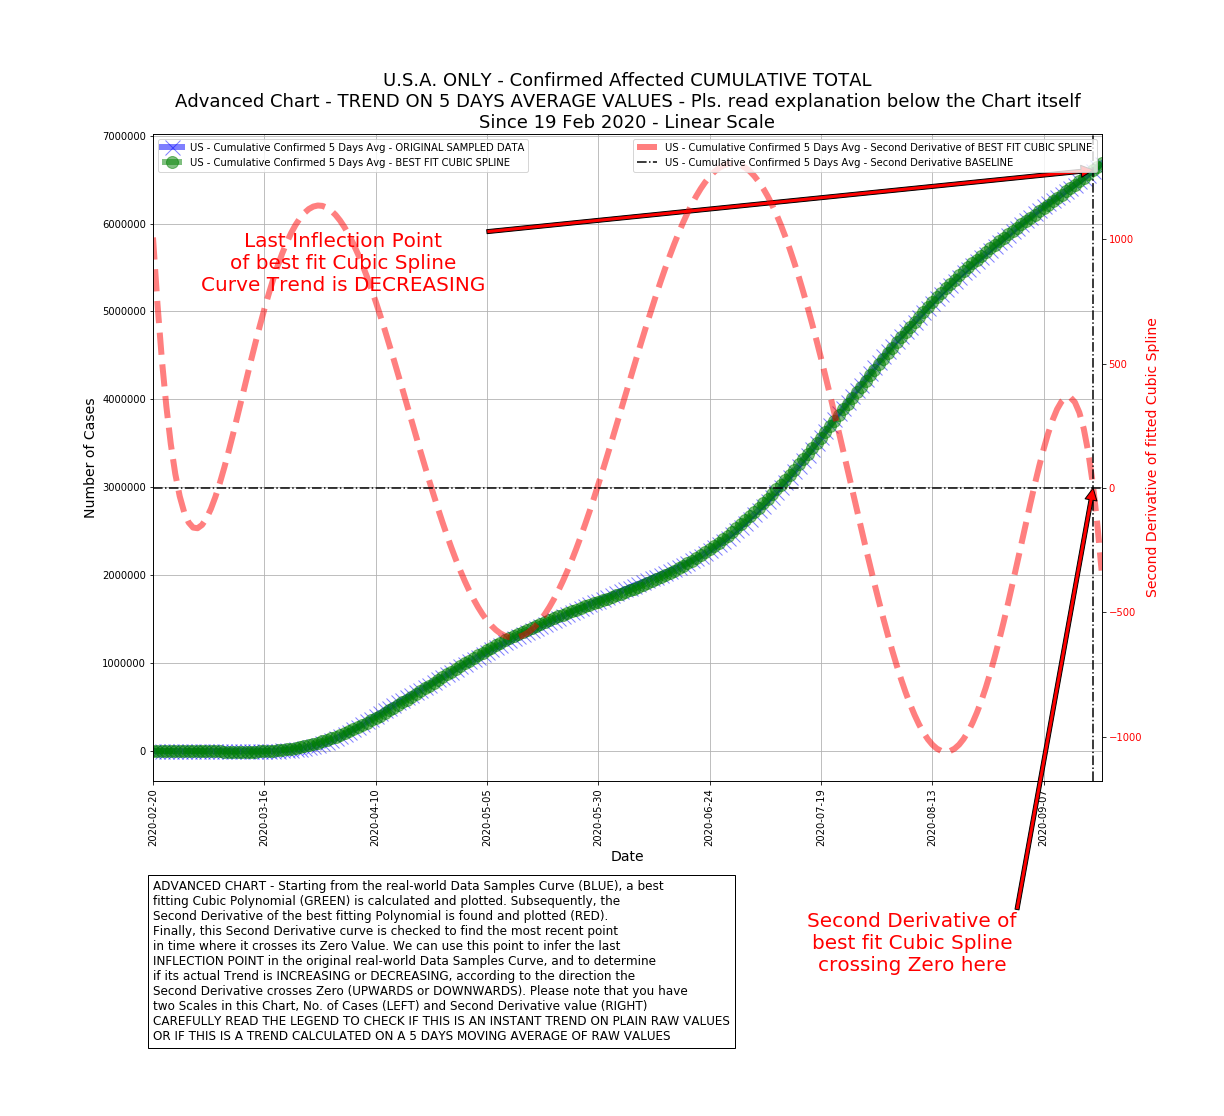 U.S.A. ONLY - Confirmed Affected CUMULATIVE TOTAL
Advanced Chart - TREND ON 5 DAYS AVERAGE VALUES - Pls. read explanation below the Chart itself
Since 19 Feb 2020 - Linear Scale
US - Cumulative Confirmed 5 Days Avg - ORIGINAL SAMPLED DATA
US - Cumulative Confirmed 5 Days Avg - BEST FIT CUBIC SPLINE
US - Cumulative Confirmed 5 Days Avg - Second Derivative of BEST FIT CUBIC SPLINE
US - Cumulative Confirmed 5 Days Avg - Second Derivative BASELINE
Last Inflection Point
of best fit Cubic Spline
Curve Trend is DECREASING
Number of Cases
7000000
6000000
5000000
4000000
3000000
2000000
1000000
0
1000
500
0
−500
−1000
Second Derivative of fitted Cubic Spline
2020-02-20
2020-03-16
2020-04-10
2020-05-05
2020-05-30
2020-06-24
2020-07-19
2020-08-13
2020-09-07
Date
ADVANCED CHART - Starting from the real-world Data Samples Curve (BLUE), a best
fitting Cubic Polynomial (GREEN) is calculated and plotted. Subsequently, the
Second Derivative of the best fitting Polynomial is found and plotted (RED).
Finally, this Second Derivative curve is checked to find the most recent point
in time where it crosses its Zero Value. We can use this point to infer the last
INFLECTION POINT in the original real-world Data Samples Curve, and to determine
if its actual Trend is INCREASING or DECREASING, according to the direction the
Second Derivative crosses Zero (UPWARDS or DOWNWARDS). Please note that you have
two Scales in this Chart, No. of Cases (LEFT) and Second Derivative value (RIGHT)
CAREFULLY READ THE LEGEND TO CHECK IF THIS IS AN INSTANT TREND ON PLAIN RAW VALUES
OR IF THIS IS A TREND CALCULATED ON A 5 DAYS MOVING AVERAGE OF RAW VALUES
Second Derivative of
best fit Cubic Spline
crossing Zero here